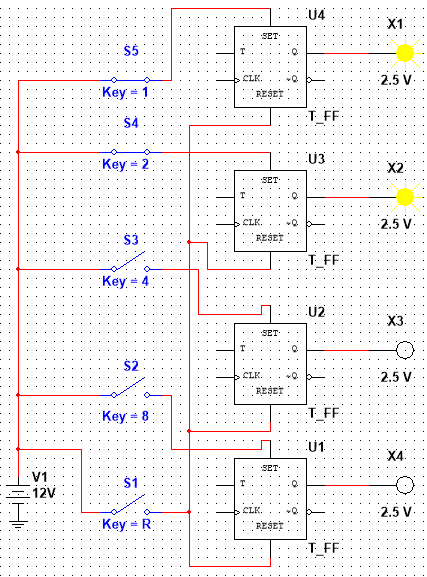 U4
X1
SET
S5
T Q
CLK ~Q
Key = 1
2.5 V
RESET
T_FF
S4
U3
Key = 2
X2
SET
T Q
CLK ~Q
2.5 V
RESET
S3
T_FF
Key = 4
U2
X3
SET
T Q
CLK ~Q
2.5 V
S2
RESET
T_FF
Key = 8
U1
X4
SET
V1
S1
T Q
12V
2.5 V
CLK ~Q
Key = R
RESET
T_FF